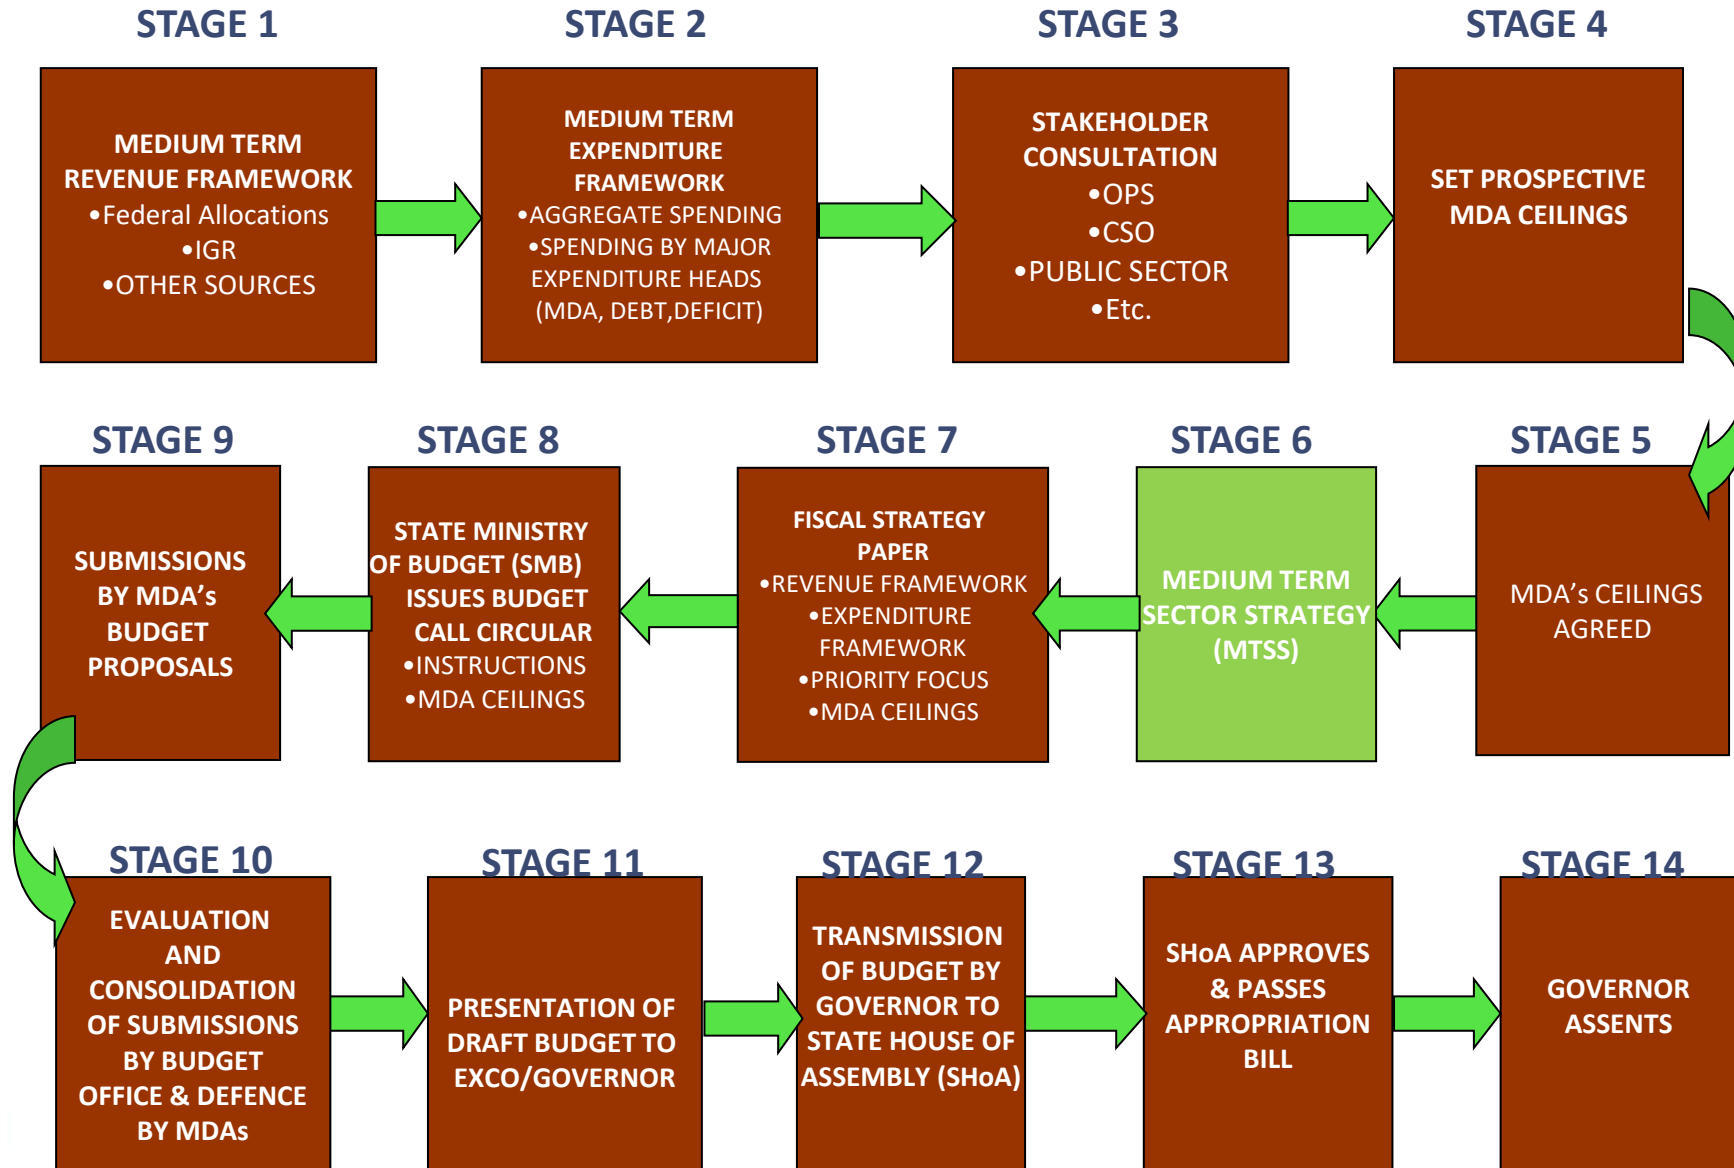 STAGE 1
MEDIUM TERM
REVENUE FRAMEWORK
•Federal Allocations
•IGR
•OTHER SOURCES
STAGE 2
MEDIUM TERM
EXPENDITURE
FRAMEWORK
•AGGREGATE SPENDING
•SPENDING BY MAJOR
EXPENDITURE HEADS
(MDA, DEBT,DEFICIT)
STAGE 3
STAKEHOLDER
CONSULTATION
•OPS
•CSO
•PUBLIC SECTOR
•Etc.
STAGE 4
SET PROSPECTIVE
MDA CEILINGS
STAGE 5
MDA's CEILINGS
AGREED
STAGE 6
MEDIUM TERM
SECTOR STRATEGY
(MTSS)
STAGE 7
FISCAL STRATEGY
PAPER
•REVENUE FRAMEWORK
•EXPENDITURE
FRAMEWORK
•PRIORITY FOCUS
•MDA CEILINGS
STAGE 8
STATE MINISTRY
OF BUDGET (SMB)
ISSUES BUDGET
CALL CIRCULAR
•INSTRUCTIONS
•MDA CEILINGS
STAGE 9
SUBMISSIONS
BY MDA's
BUDGET
PROPOSALS
STAGE 10
EVALUATION
AND
CONSOLIDATION
OF SUBMISSIONS
BY BUDGET
OFFICE & DEFENCE
BY MDAs
STAGE 11
PRESENTATION OF
DRAFT BUDGET TO
EXCO/GOVERNOR
STAGE 12
TRANSMISSION
OF BUDGET BY
GOVERNOR TO
STATE HOUSE OF
ASSEMBLY (SHoA)
STAGE 13
SHoA APPROVES
& PASSES
APPROPRIATION
BILL
STAGE 14
GOVERNOR
ASSENTS